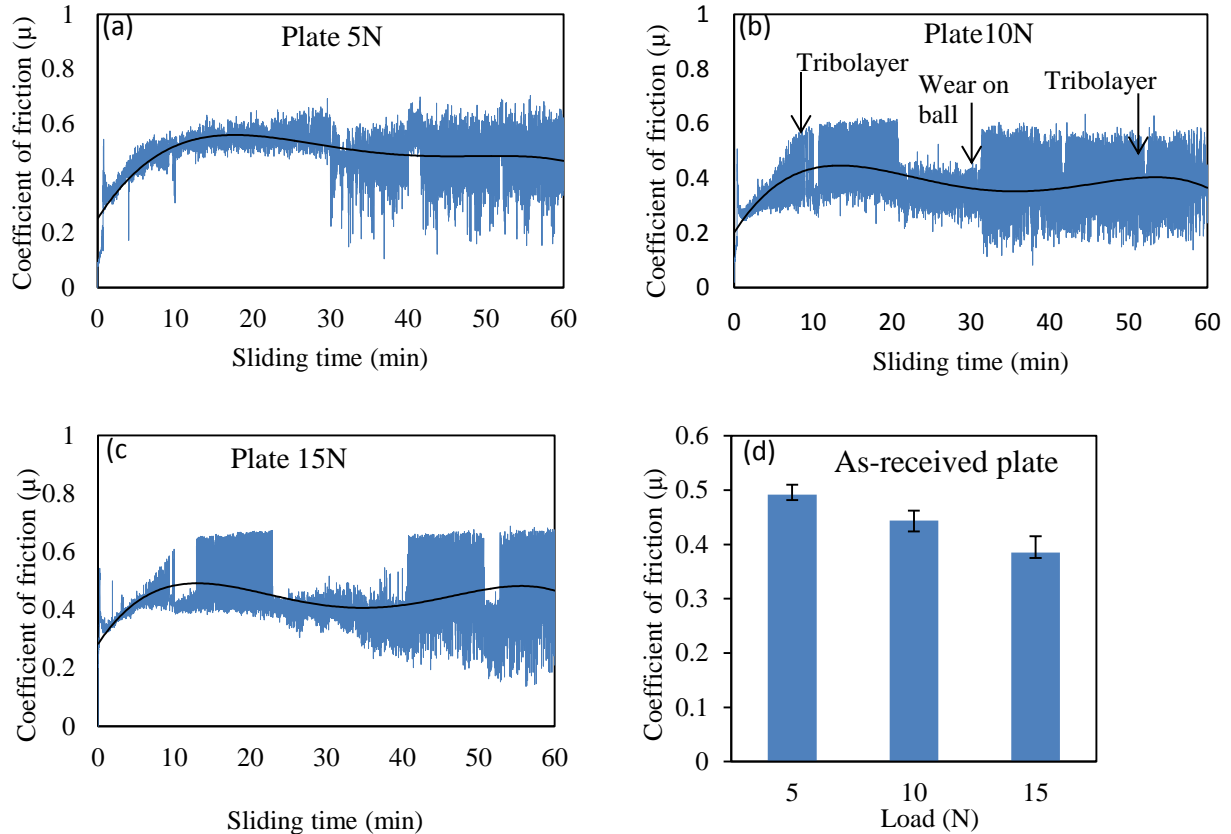 (a)
Plate 5N
Coefficient of friction (µ)
1
0.8
0.6
0.4
0.2
0
0 10 20 30 40 50 60
Sliding time (min)
(b)
Plate10N
Tribolayer
Wear on
ball
Tribolayer
Coefficient of friction (µ)
1
0.8
0.6
0.4
0.2
0
0 10 20 30 40 50 60
Sliding time (min)
(c
Plate 15N
Coefficient of friction (µ)
1
0.8
0.6
0.4
0.2
0
0 10 20 30 40 50 60
Sliding time (min)
(d)
As-received plate
Coefficient of friction (µ)
0.6
0.5
0.4
0.3
0.2
0.1
0
5 10 15
Load (N)